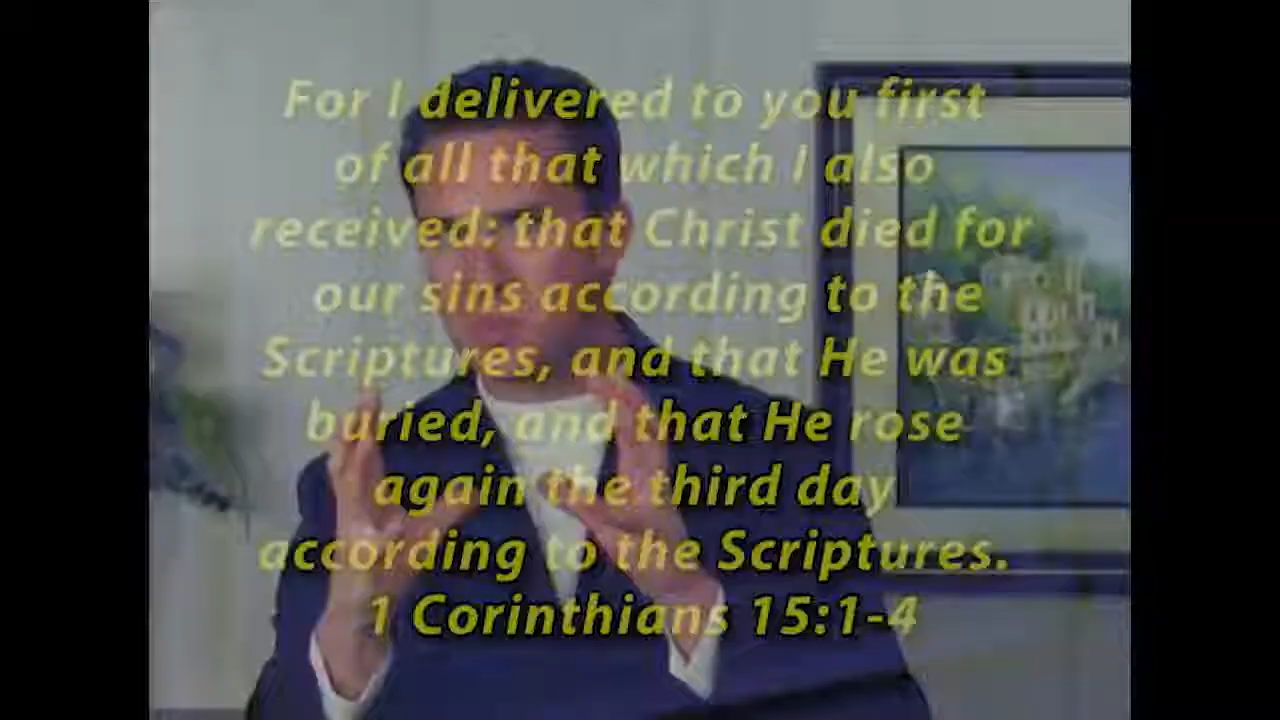 For I delivered to you first
of all that which I also
received: that Christ died for
our sins according to the
Scriptures, and that He was
buried, and that He rose
again the third day
according to the Scriptures.
1 Corinthians 15:1-4